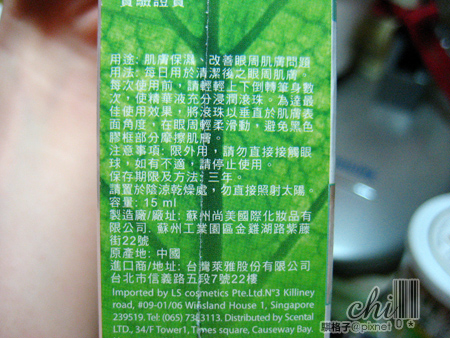 實驗證實
用途: 肌膚保濕、改善眼周肌膚問題
用法: 每日用於清潔後之眼周肌膚
每次使用前，請輕輕上下倒轉筆身數
次，使精華液充分浸潤滾珠。為達最
佳使用效果，將滾珠以垂直於肌膚表
面角度，在眼周輕柔滑動，避免黑色
膠框部分摩擦肌膚。
注意事項: 限外用，請勿直接接觸眼
球，如有不適，請停止使用。
保存期限及方法: 三年。
請置於陰涼乾燥處，勿直接照射太陽。
容量: 15 ml
製造廠/廠址: 蘇州尚美國際化妝品有
限公司. 蘇州工業園區金雞湖路紫藤
街22號
原產地: 中國
進口商/地址: 台灣萊雅股份有限公司
台北市信義路五段7號22樓
Imported by LS cosmetics Pte.Ltd.N°3 Killiney
road, #09-01/06 Winsland House 1, Singapore
239519. Tel: (065) 7383113. Distributed by Scental
LTD., 34/F Tower1, Times square, Causeway Bay.
chill
@pixnet